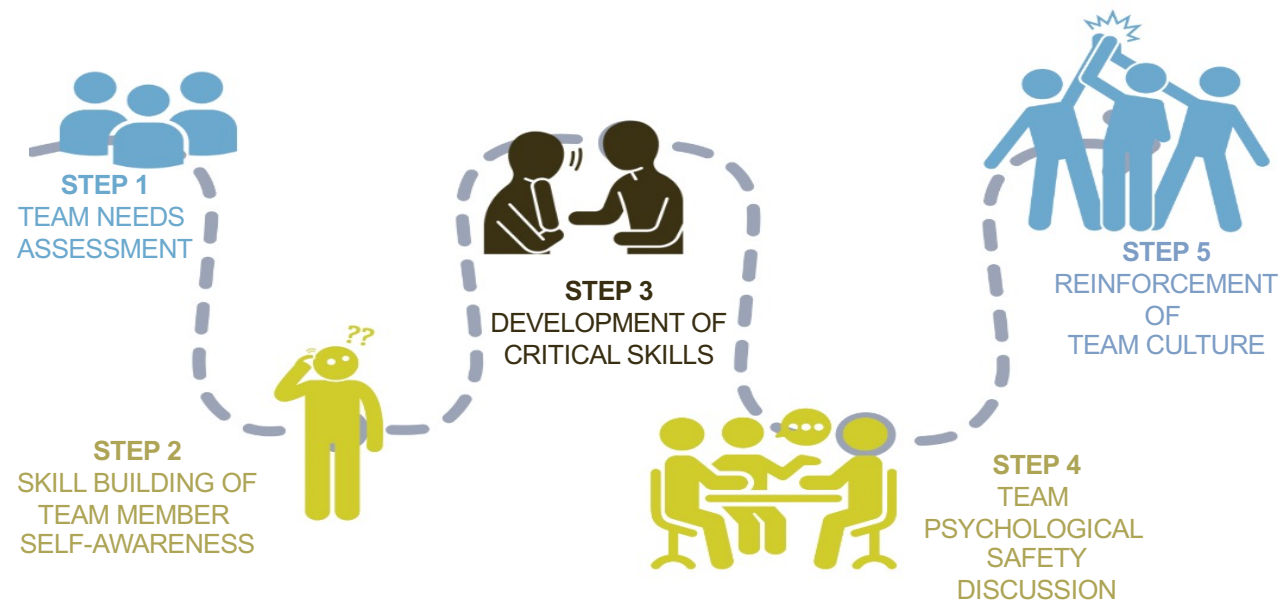 STEP 1
TEAM NEEDS
ASSESSMENT
??
STEP 2
SKILL BUILDING OF
TEAM MEMBER
SELF-AWARENESS
STEP 3
DEVELOPMENT OF
CRITICAL SKILLS
STEP 4
TEAM
PSYCHOLOGICAL
SAFETY
DISCUSSION
STEP 5
REINFORCEMENT
OF
TEAM CULTURE